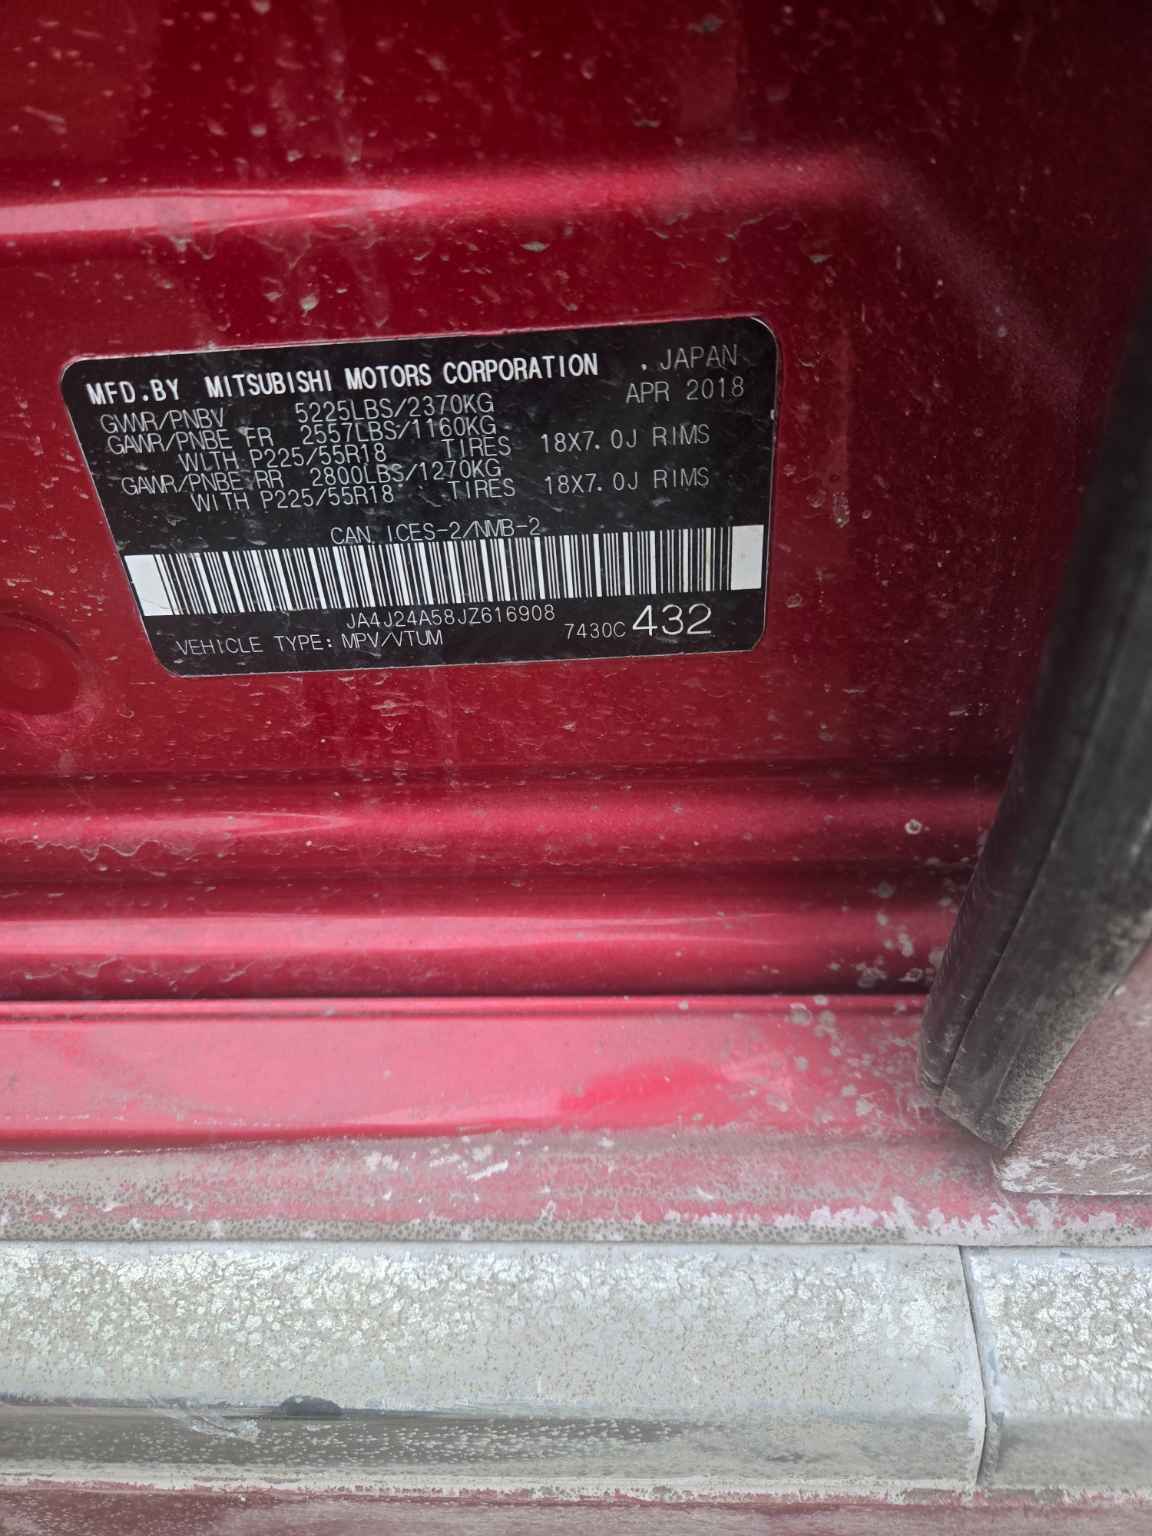 MFD.BY MITSUBISHI MOTORS CORPORATION . JAPAN
APR 2018
GVWR/PNBV 5225LBS/2370KG
GAWR/PNBE FR 2557LBS/1160KG
WITH P225/55R18 TIRES 18X7.0J RIMS
GAWR/PNBE RR 2800LBS/1270KG
WITH P225/55R18 TIRES 18X7.0J RIMS
CAN ICES-2/NMB-2
JA4J24A58JZ616908
VEHICLE TYPE: MPV/VTUM 7430C 432